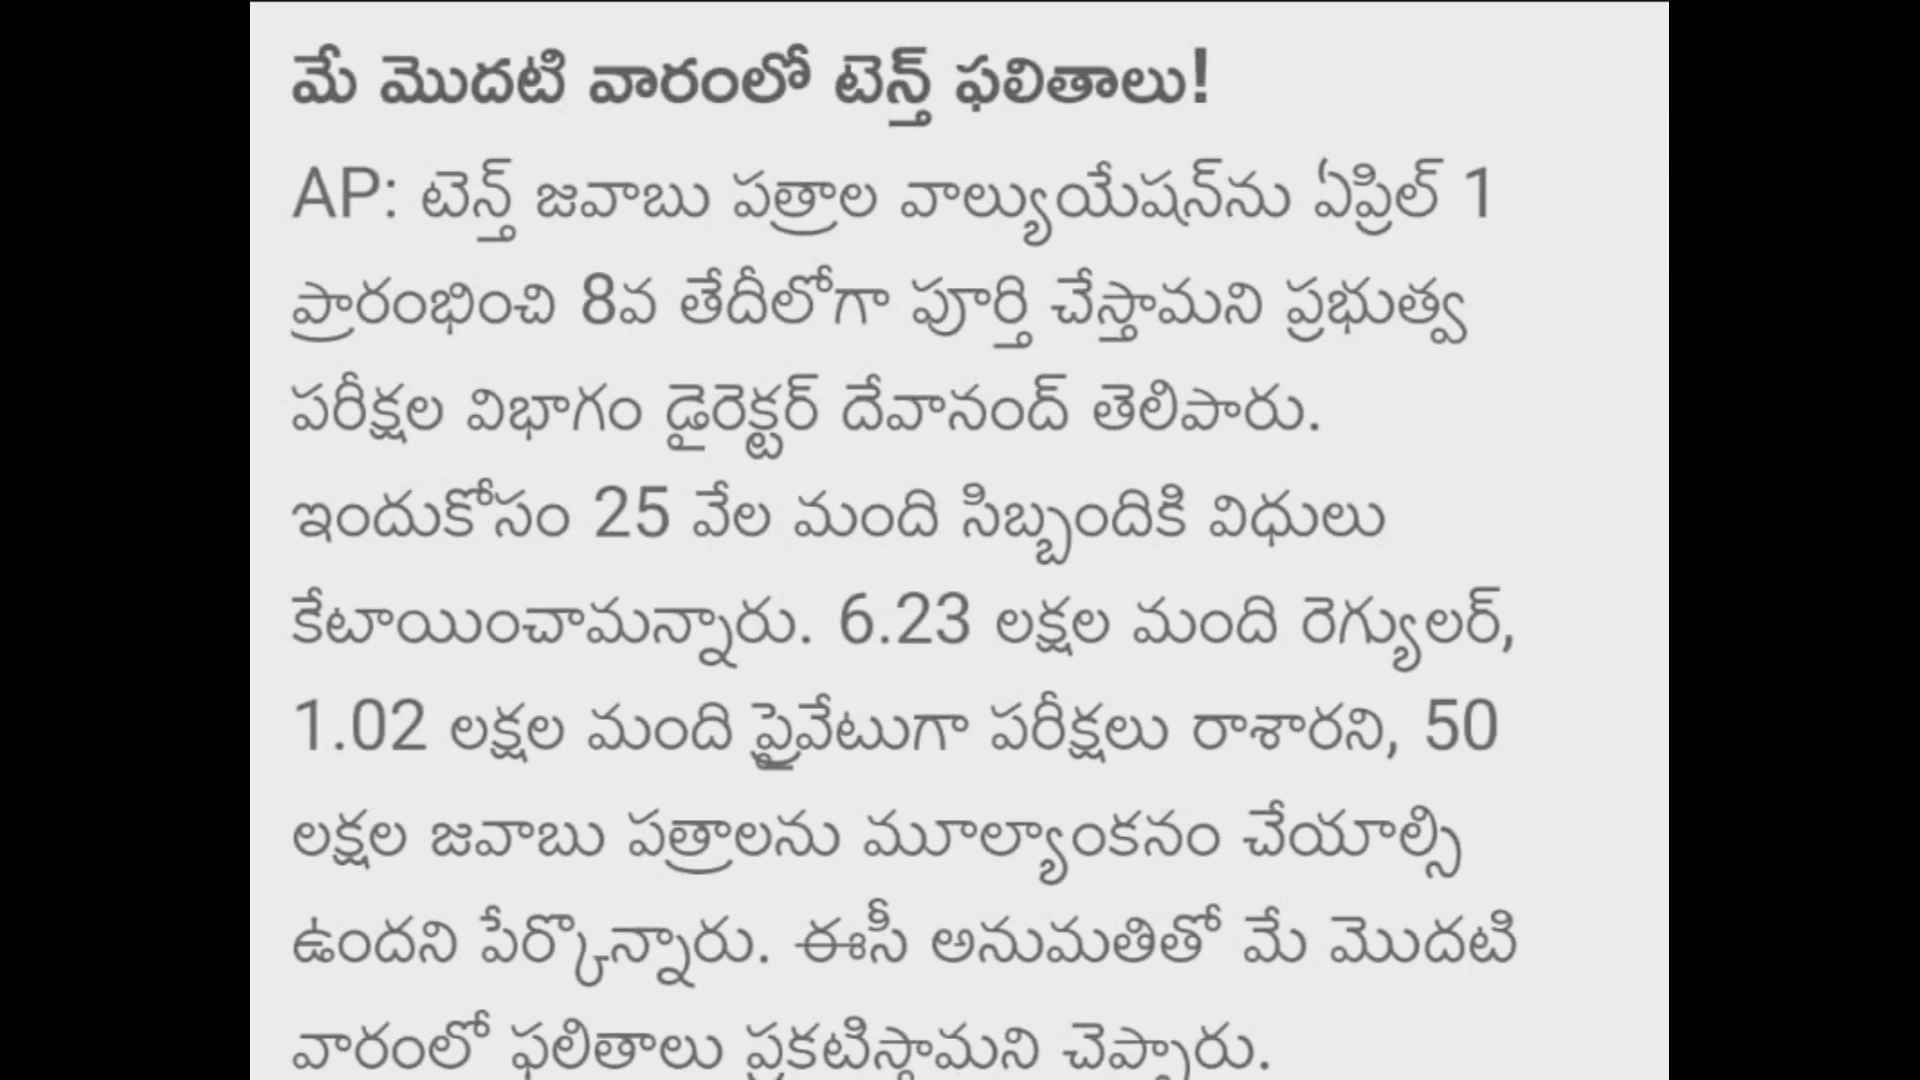 మే మొదటి వారంలో టెన్త్ ఫలితాలు!
AP: టెన్త్ జవాబు పత్రాల వాల్యుయేషన్‌ను ఏప్రిల్ 1
ప్రారంభించి 8వ తేదీలోగా పూర్తి చేస్తామని ప్రభుత్వ
పరీక్షల విభాగం డైరెక్టర్ దేవానంద్ తెలిపారు.
ఇందుకోసం 25 వేల మంది సిబ్బందికి విధులు
కేటాయించామన్నారు. 6.23 లక్షల మంది రెగ్యులర్,
1.02 లక్షల మంది ప్రైవేటుగా పరీక్షలు రాశారని, 50
లక్షల జవాబు పత్రాలను మూల్యాంకనం చేయాల్సి
ఉందని పేర్కొన్నారు. ఈసీ అనుమతితో మే మొదటి
వారంలో ఫలితాలు ప్రకటిస్తామని చెప్పారు.